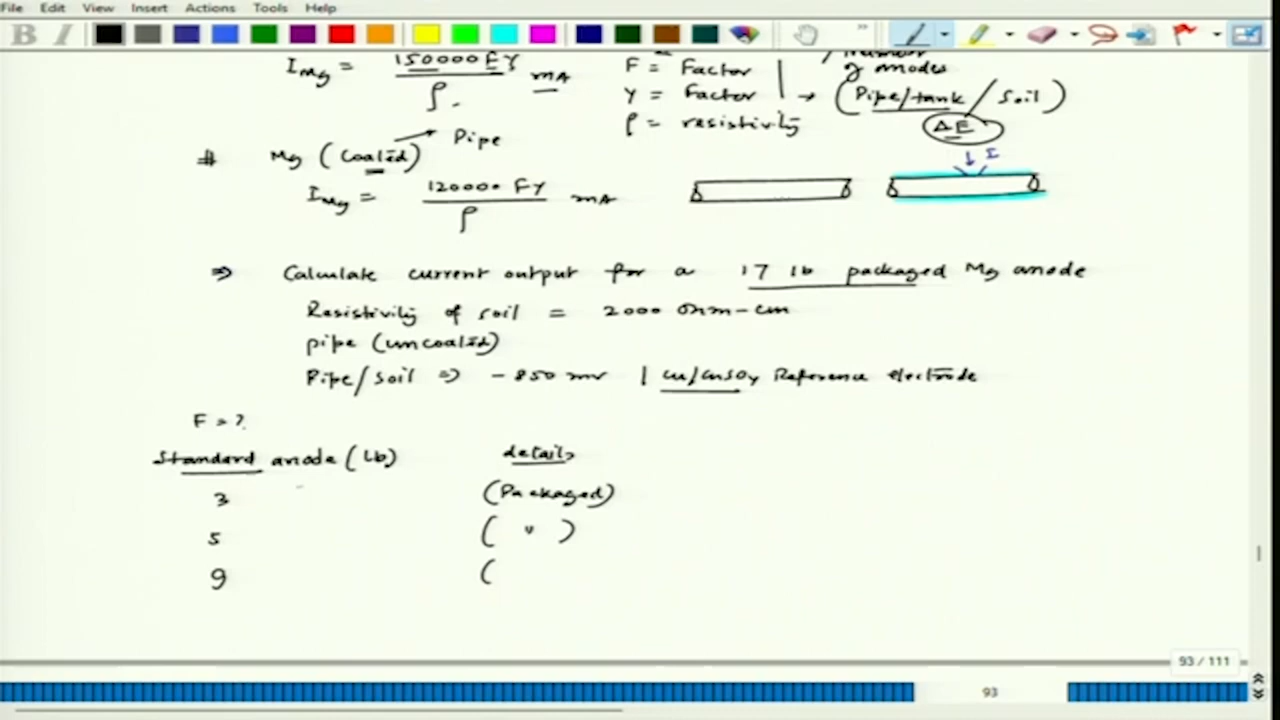 File Edit View Insert Actions Tools Help
B I
I_Mg = 150000 FY / ρ mA
F = Factor
Y = Factor
ρ = resistivity
of anodes
(Pipe/tank / Soil)
ΔE
# Mg (Coated) → Pipe
I_Mg = 120000 FY / ρ mA
I
⇒ Calculate current output for a 17 lb packaged Mg anode
Resistivity of soil = 2000 ohm-cm
pipe (uncoated)
Pipe/soil ⇒ -850 mv | Cu/CuSO4 Reference electrode
F = ?
Standard anode (Lb) details
3 (Packaged)
5 ( " )
9 (
93 / 111
93